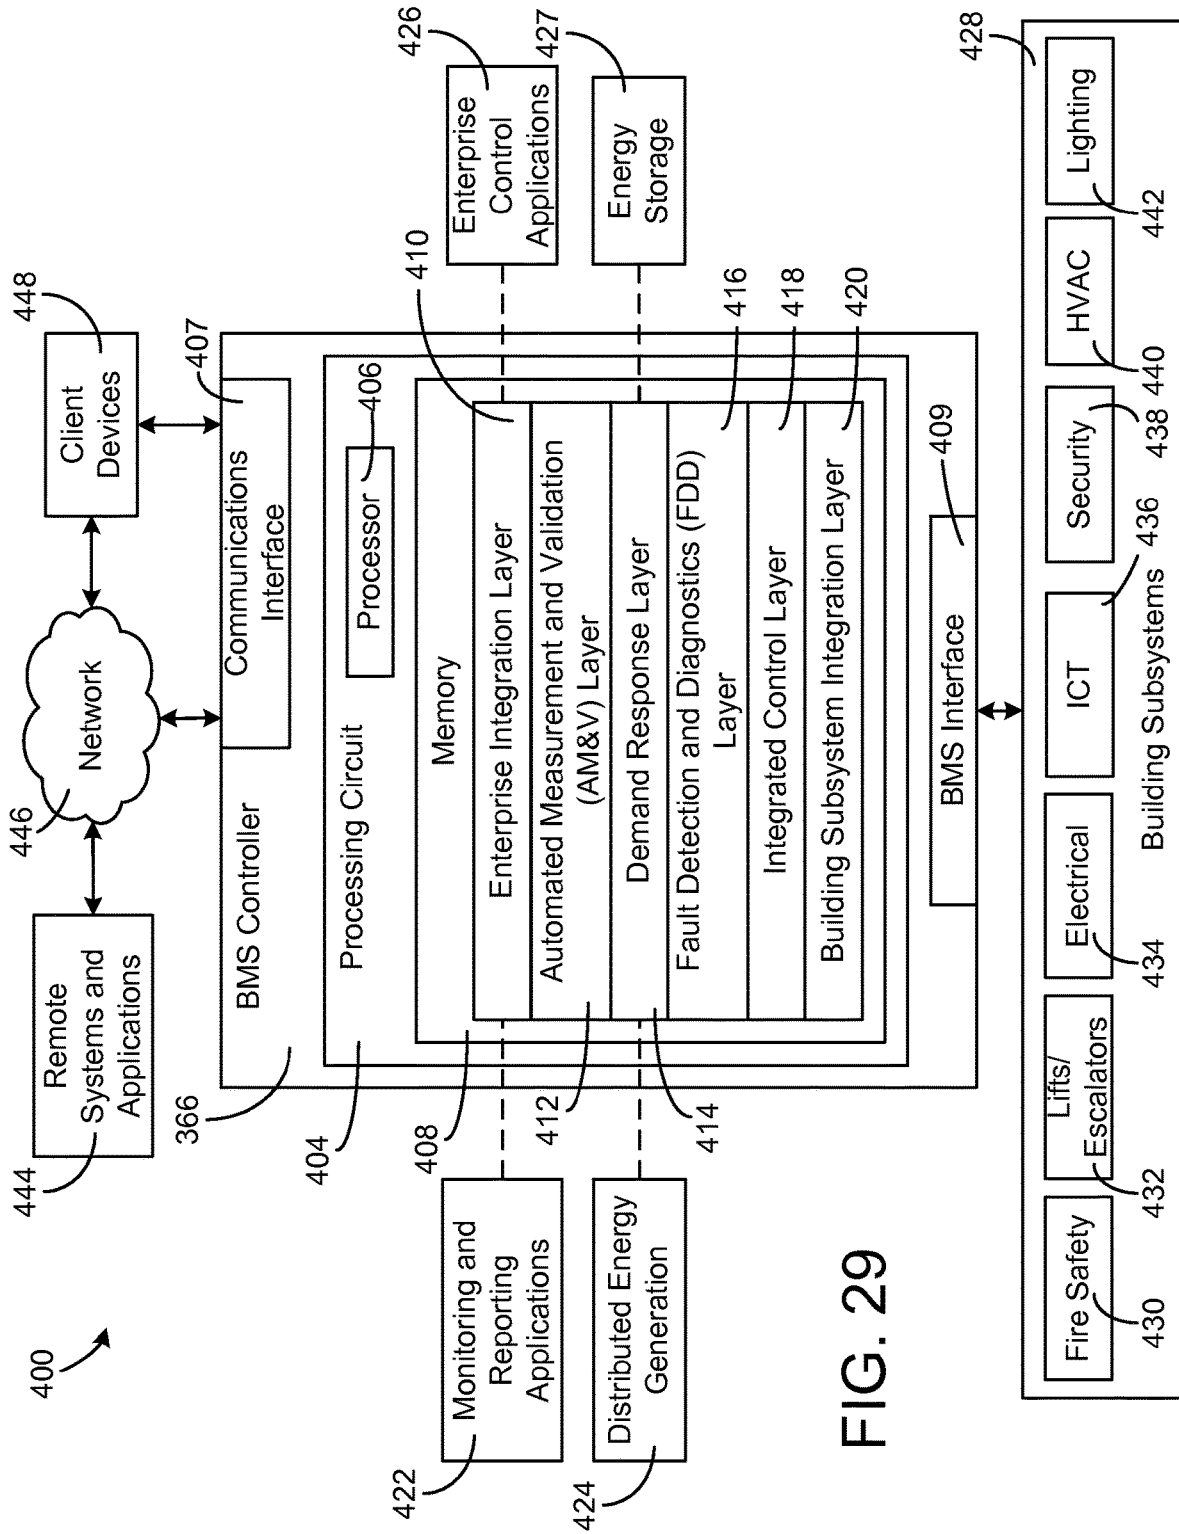 400
444
Remote
Systems and
Applications
446
Network
448
Client
Devices
366
BMS Controller
407
Communications
Interface
404
Processing Circuit
Processor
406
408
Memory
410
Enterprise Integration Layer
412
Automated Measurement and Validation
(AM&V) Layer
414
Demand Response Layer
Fault Detection and Diagnostics (FDD)
Layer
416
Integrated Control Layer
418
Building Subsystem Integration Layer
420
422
Monitoring and
Reporting
Applications
424
Distributed Energy
Generation
426
Enterprise
Control
Applications
427
Energy
Storage
BMS Interface
409
428
Fire Safety
430
Lifts/
Escalators
432
Electrical
434
ICT
436
Security
438
HVAC
440
Lighting
442
Building Subsystems
FIG. 29